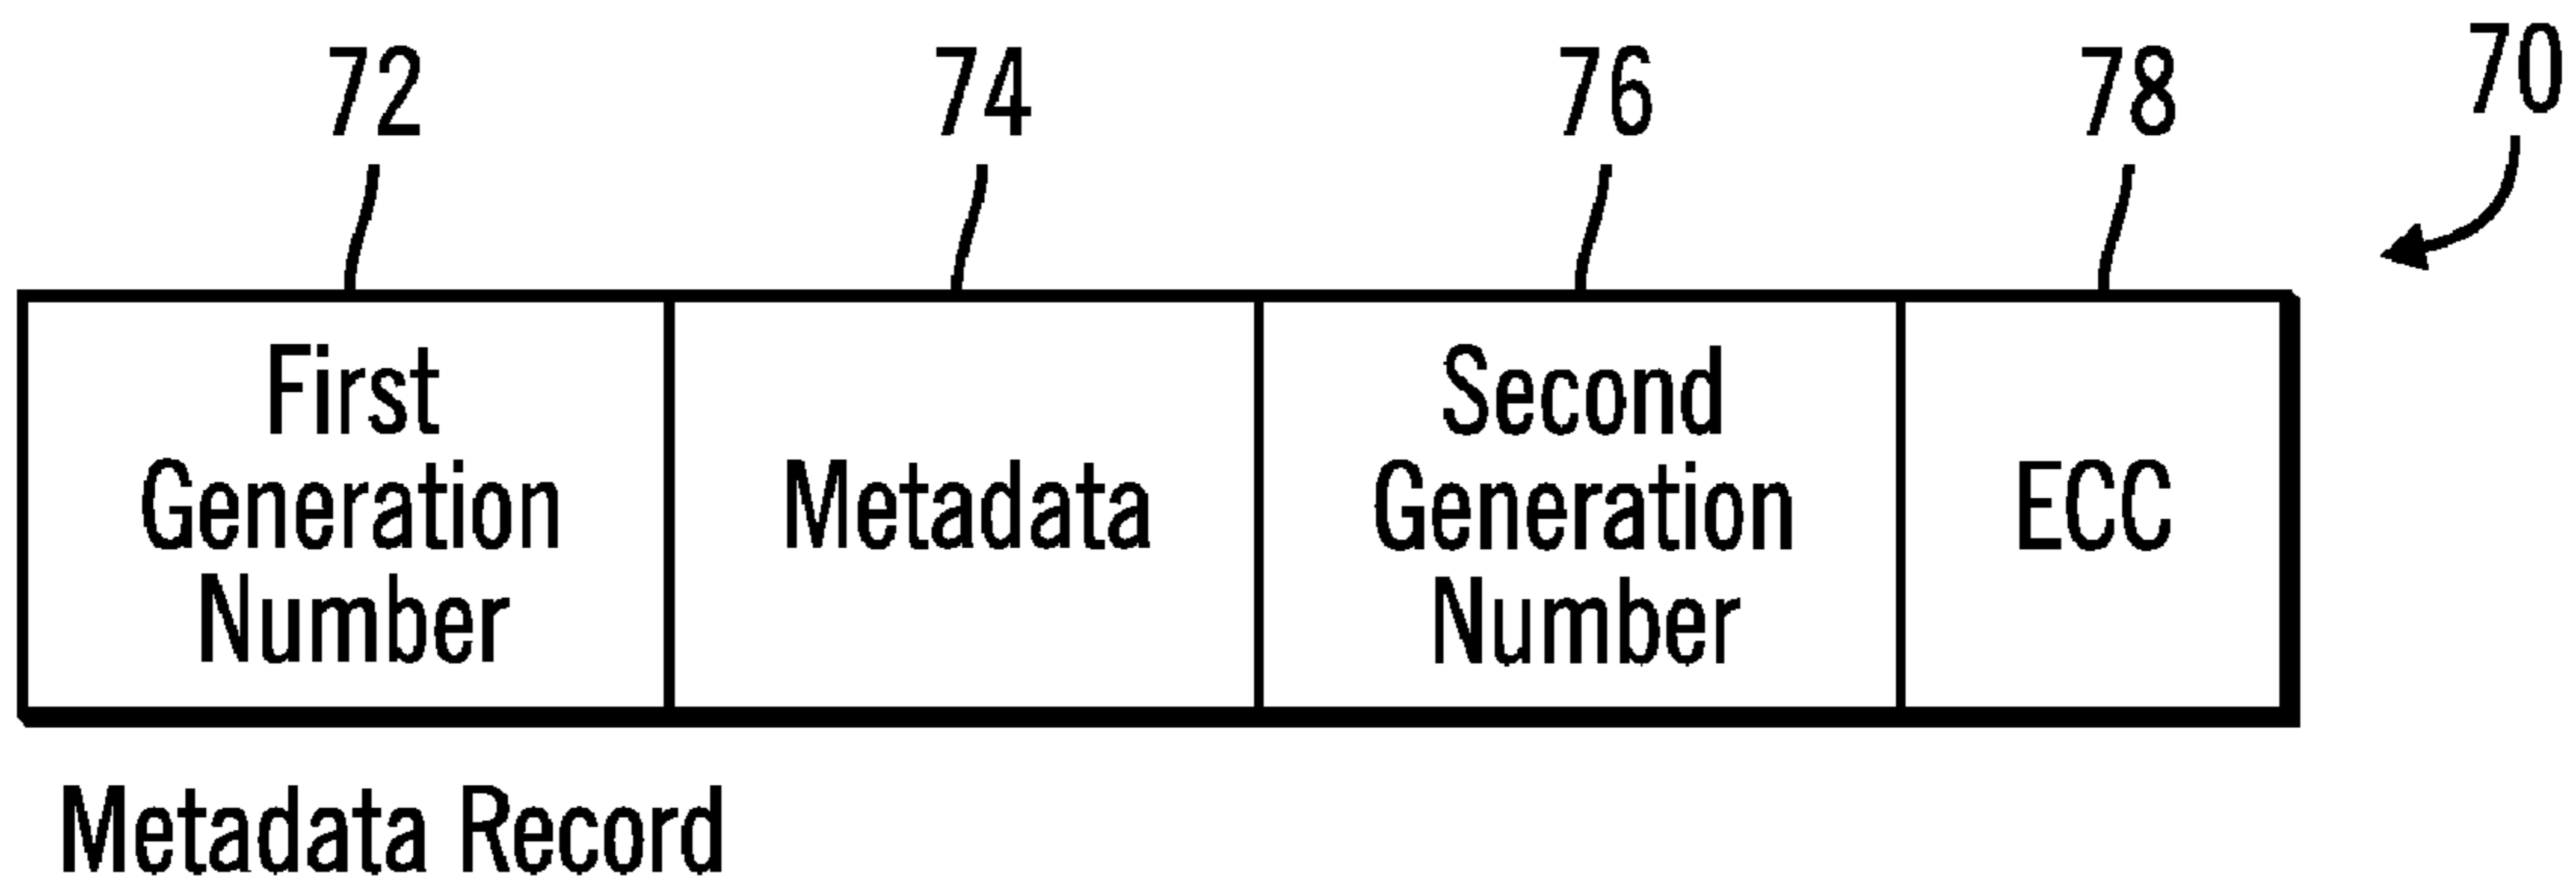 72 74 76 78 70
First
Generation
Number
Metadata
Second
Generation
Number
ECC
Metadata Record